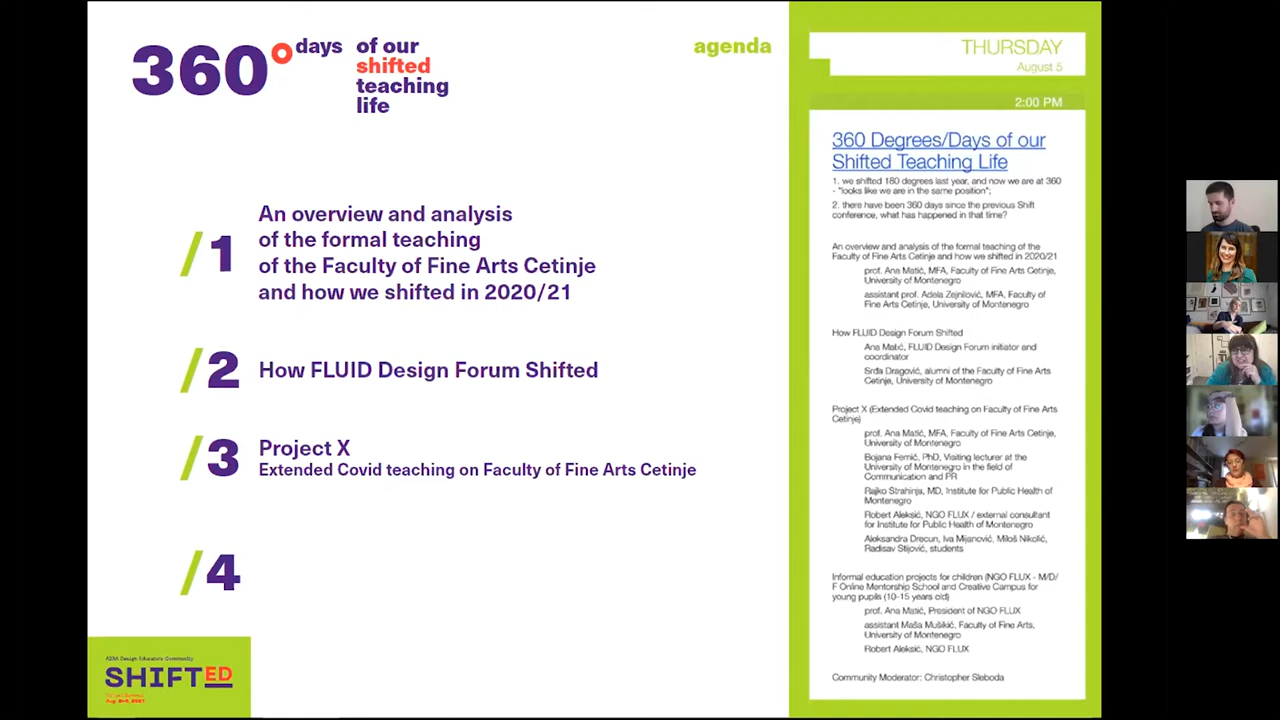 360° days of our
shifted
teaching
life
agenda
/1 An overview and analysis
of the formal teaching
of the Faculty of Fine Arts Cetinje
and how we shifted in 2020/21
/2 How FLUID Design Forum Shifted
/3 Project X
Extended Covid teaching on Faculty of Fine Arts Cetinje
/4
AIGA Design Educators Community
SHIFTED
THURSDAY
August 5
2:00 PM
360 Degrees/Days of our
Shifted Teaching Life
1. we shifted 180 degrees last year, and now we are at 360
- "looks like we are in the same position";
2. there have been 360 days since the previous Shift
conference, what has happened in that time?
An overview and analysis of the formal teaching of the
Faculty of Fine Arts Cetinje and how we shifted in 2020/21
prof. Ana Matić, MFA, Faculty of Fine Arts Cetinje,
University of Montenegro
assistant prof. Adela Zejnilović, MFA, Faculty of
Fine Arts Cetinje, University of Montenegro
How FLUID Design Forum Shifted
Ana Matić, FLUID Design Forum initiator and
coordinator
Srđa Dragović, alumni of the Faculty of Fine Arts
Cetinje, University of Montenegro
Project X (Extended Covid teaching on Faculty of Fine Arts
Cetinje)
prof. Ana Matić, MFA, Faculty of Fine Arts Cetinje,
University of Montenegro
Bojana Femić, PhD, Visiting lecturer at the
University of Montenegro in the field of
Communication and PR
Rajko Strahinja, MD, Institute for Public Health of
Montenegro
Robert Aleksić, NGO FLUX / external consultant
for Institute for Public Health of Montenegro
Aleksandra Drecun, Iva Mijanović, Miloš Nikolić,
Radisav Stijović, students
Informal education projects for children (NGO FLUX - M/D/
F Online Mentorship School and Creative Campus for
young pupils (10-15 years old)
prof. Ana Matić, President of NGO FLUX
assistant Maša Mušikić, Faculty of Fine Arts,
University of Montenegro
Robert Aleksić, NGO FLUX
Community Moderator: Christopher Sleboda